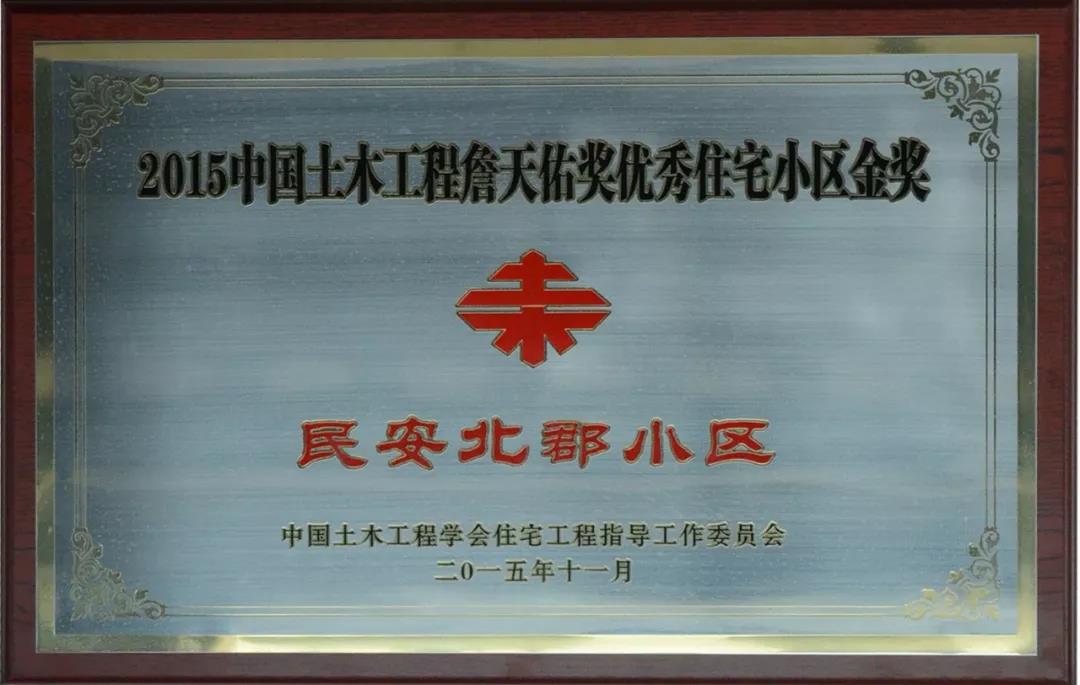 2015中国土木工程詹天佑奖优秀住宅小区金奖
民安北郡小区
中国土木工程学会住宅工程指导工作委员会
二0一五年十一月